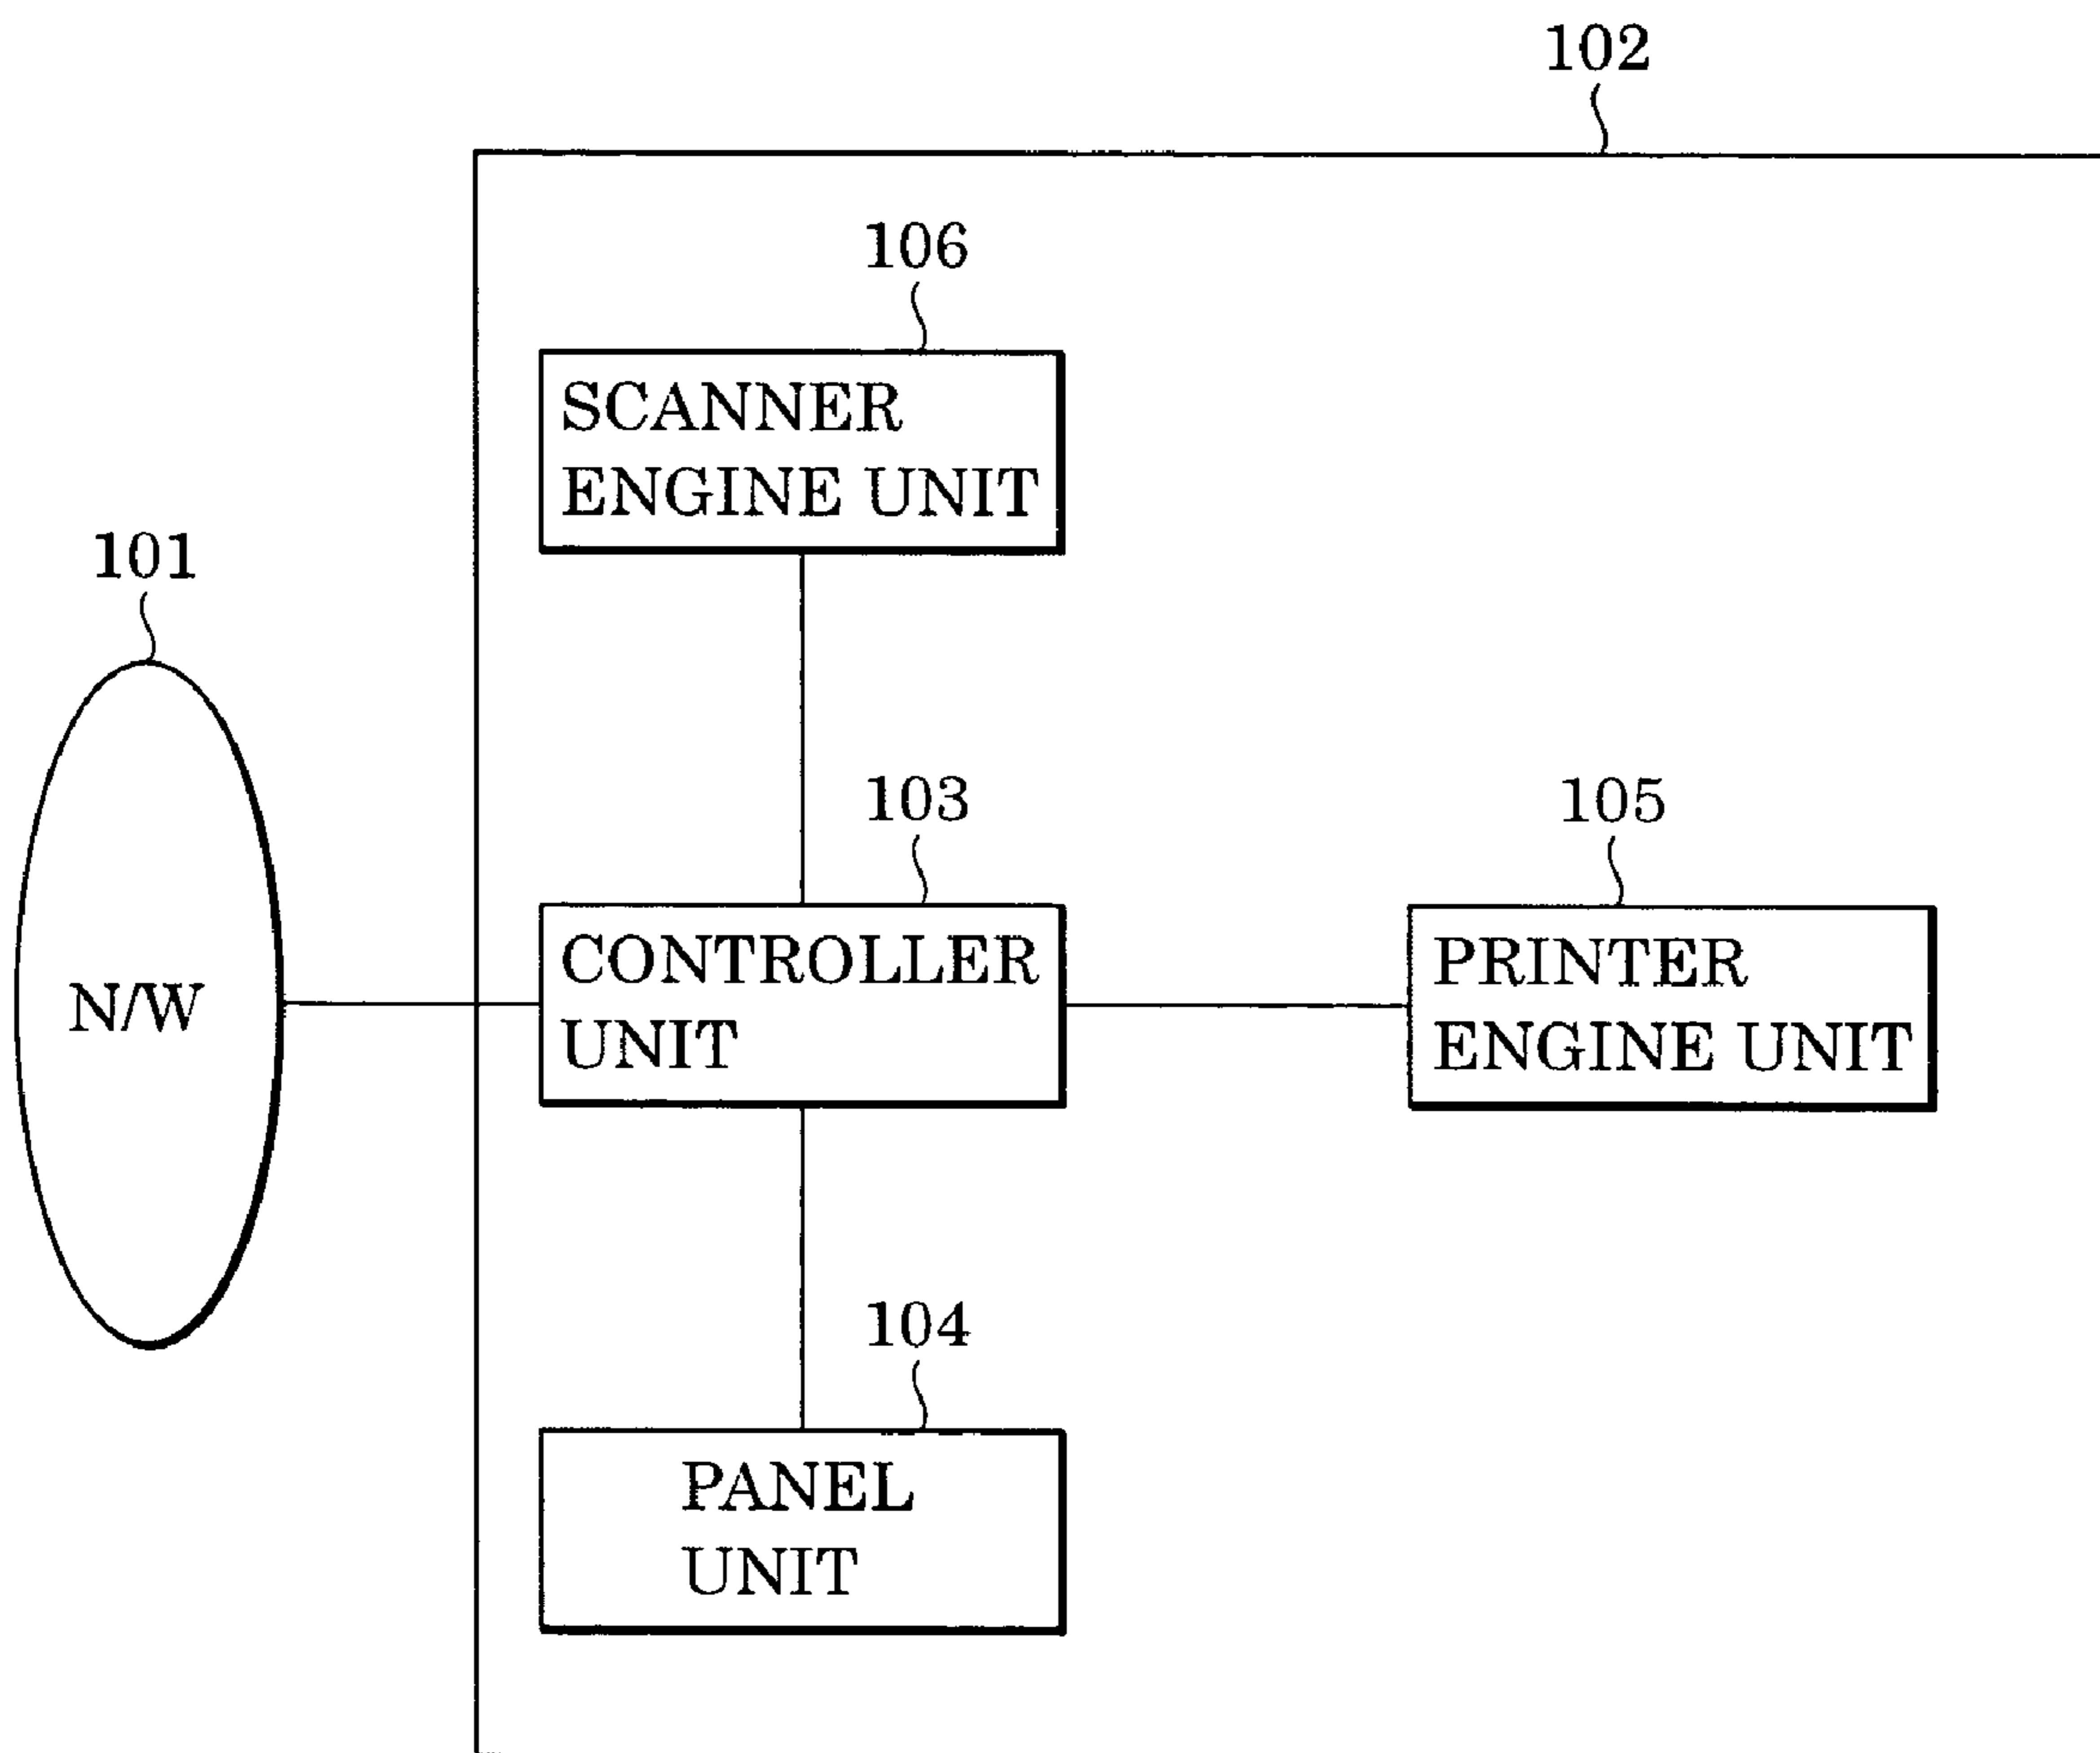 102
106
SCANNER
ENGINE UNIT
101
103
105
N/W
CONTROLLER
UNIT
PRINTER
ENGINE UNIT
104
PANEL
UNIT